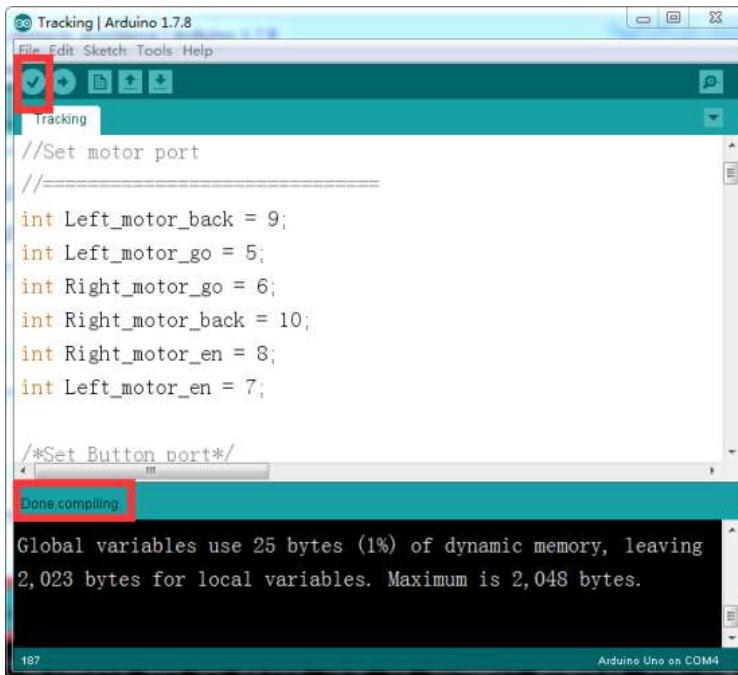 Tracking | Arduino 1.7.8
File Edit Sketch Tools Help
Tracking
//Set motor port
//==============================
int Left_motor_back = 9;
int Left_motor_go = 5;
int Right_motor_go = 6;
int Right_motor_back = 10;
int Right_motor_en = 8;
int Left_motor_en = 7;
/*Set Button port*/
Done compiling.
Global variables use 25 bytes (1%) of dynamic memory, leaving
2,023 bytes for local variables. Maximum is 2,048 bytes.
187
Arduino Uno on COM4